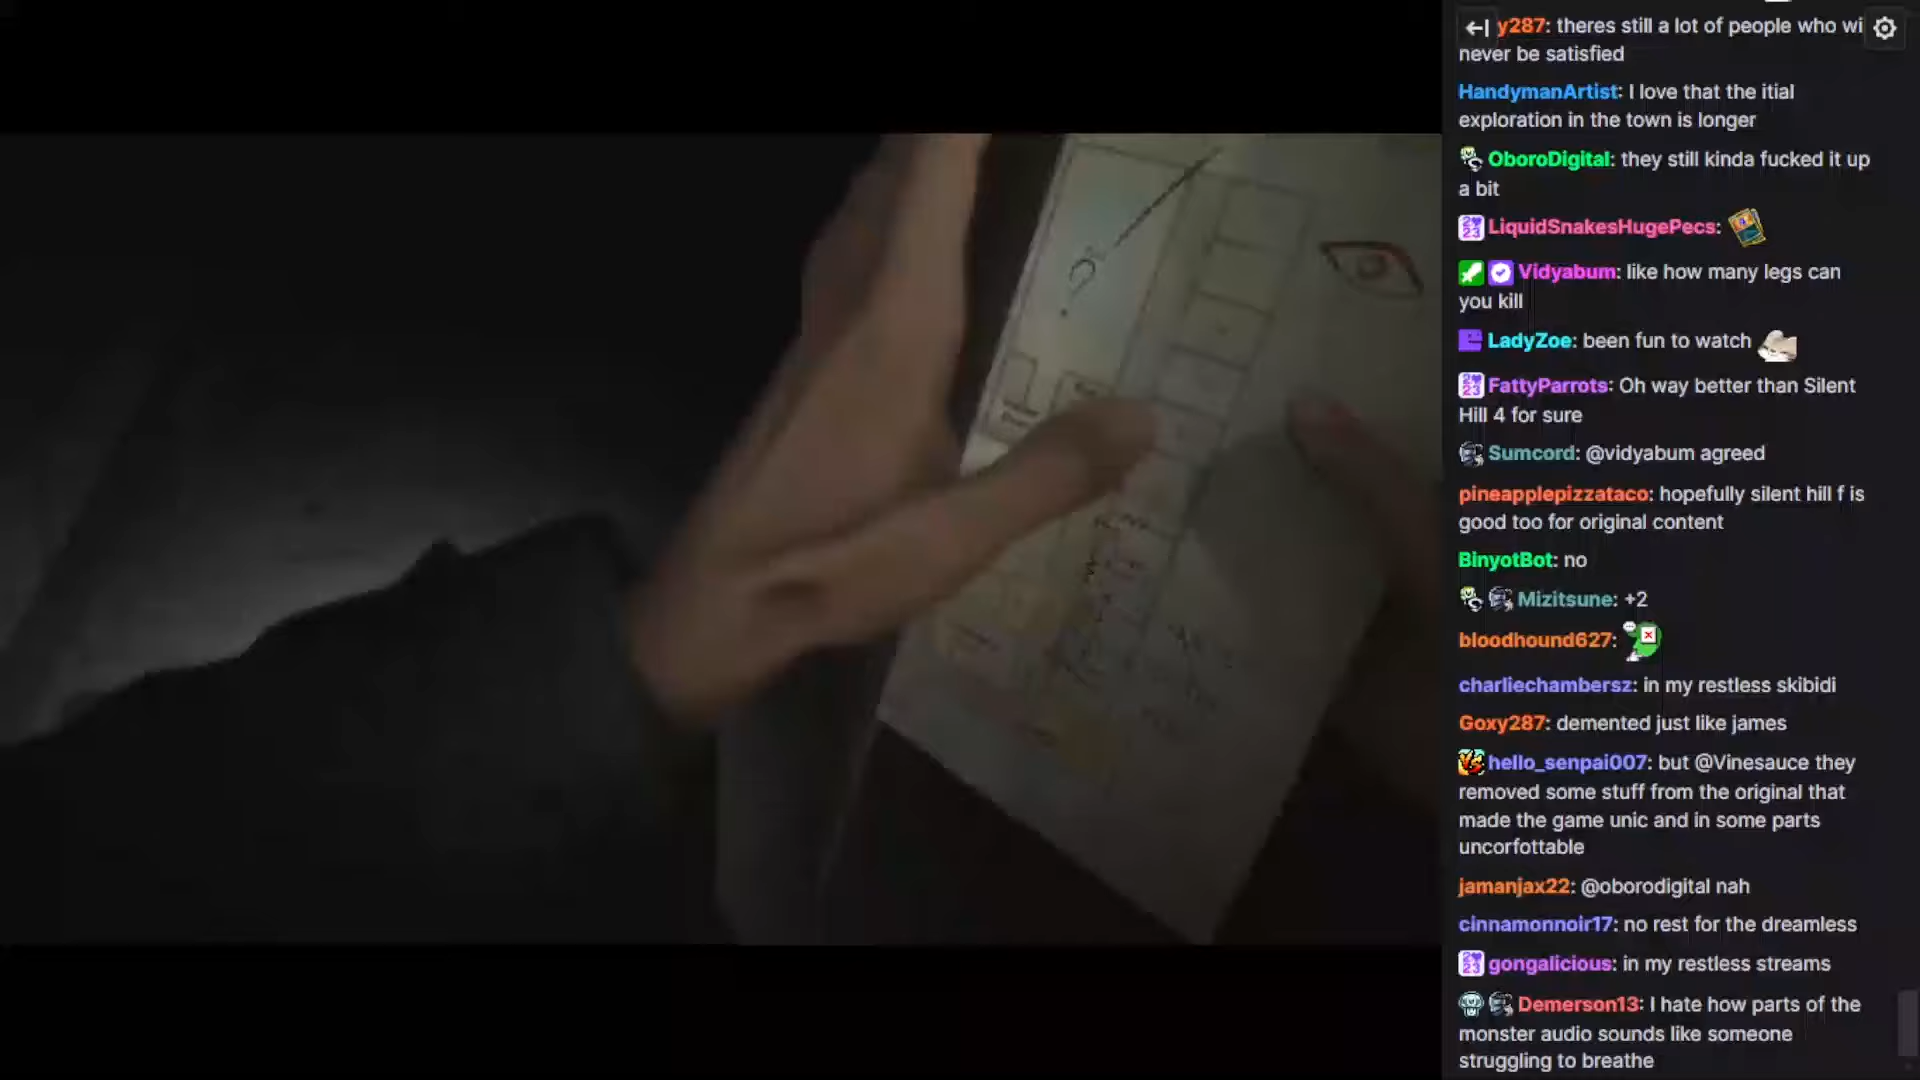 y287: theres still a lot of people who wi
never be satisfied
HandymanArtist: I love that the itial
exploration in the town is longer
OboroDigital: they still kinda fucked it up
a bit
LiquidSnakesHugePecs:
Vidyabum: like how many legs can
you kill
LadyZoe: been fun to watch
FattyParrots: Oh way better than Silent
Hill 4 for sure
Sumcord: @vidyabum agreed
pineapplepizzataco: hopefully silent hill f is
good too for original content
BinyotBot: no
Mizitsune: +2
bloodhound627:
charliechambersz: in my restless skibidi
Goxy287: demented just like james
hello_senpai007: but @Vinesauce they
removed some stuff from the original that
made the game unic and in some parts
uncorfottable
jamanjax22: @oborodigital nah
cinnamonnoir17: no rest for the dreamless
gongalicious: in my restless streams
Demerson13: I hate how parts of the
monster audio sounds like someone
struggling to breathe